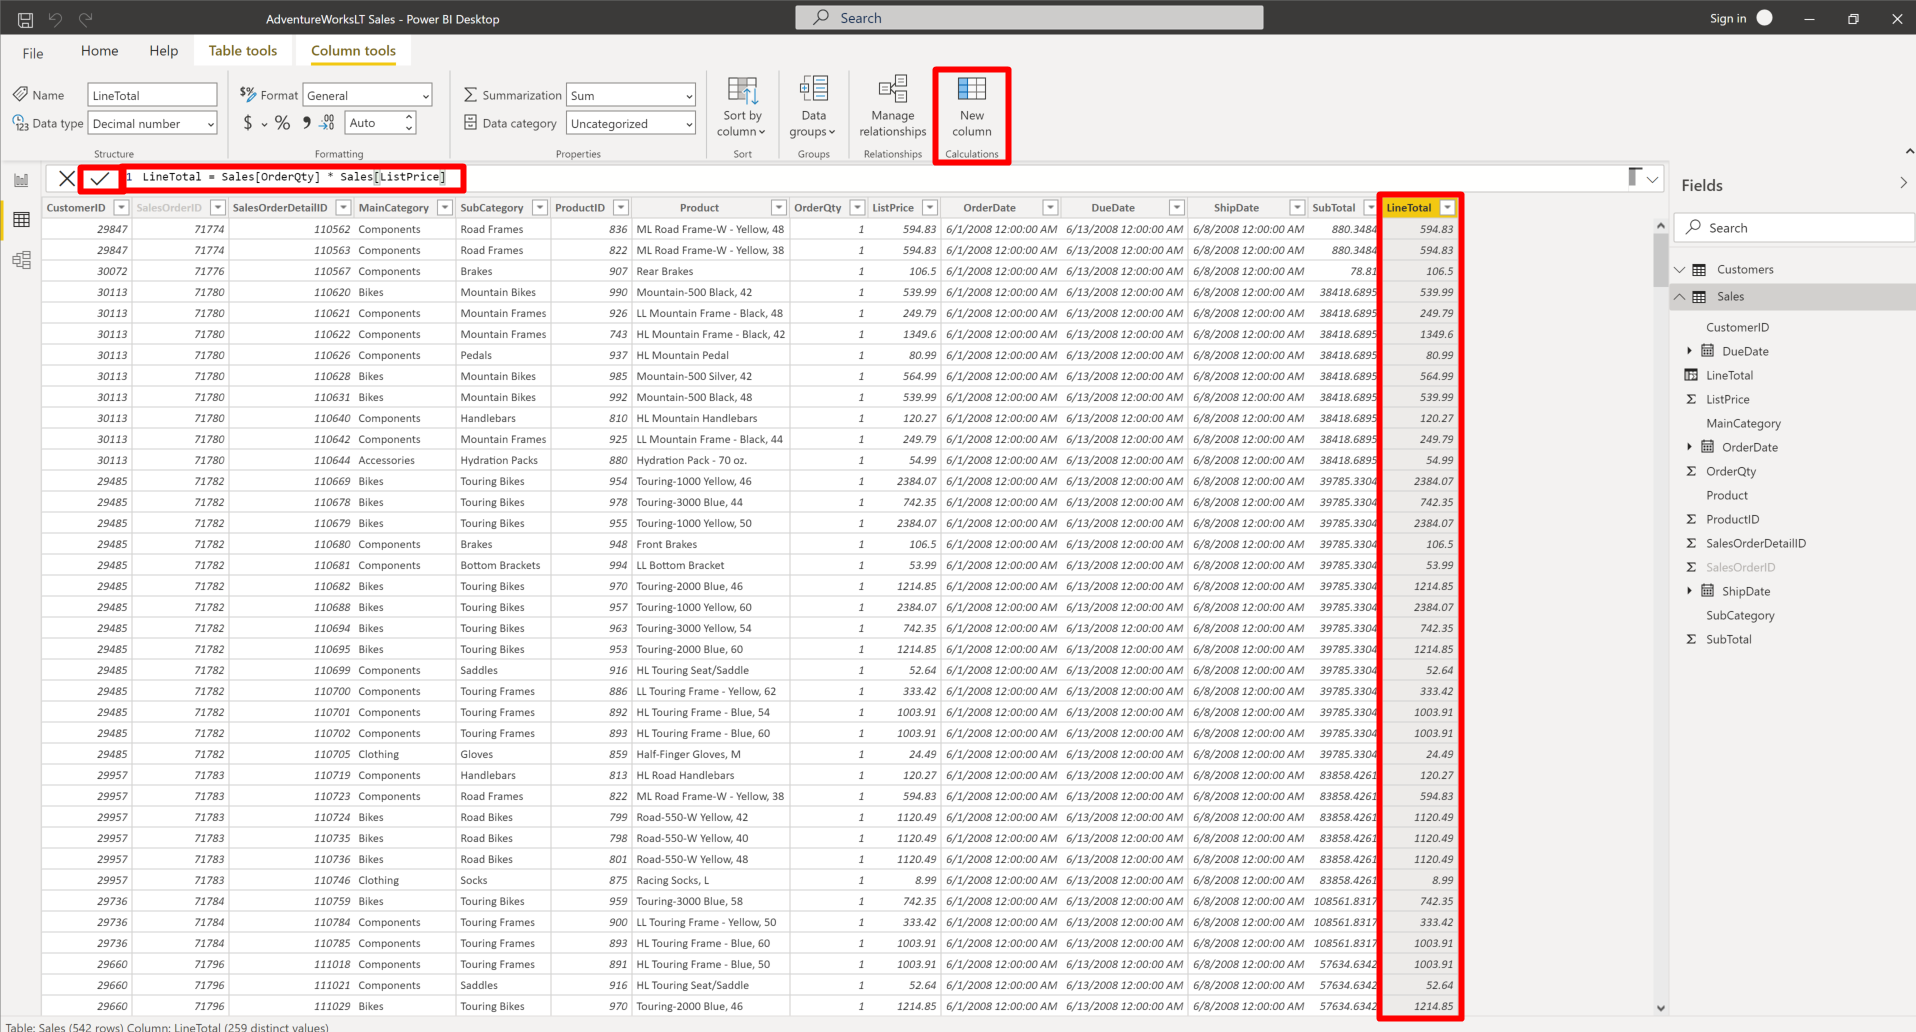 AdventureWorksLT Sales - Power BI Desktop
Search
Sign in
File Home Help Table tools Column tools
Name LineTotal
Data type Decimal number
Structure
Format General
$ % 9 .00 Auto
Formatting
Summarization Sum
Data category Uncategorized
Properties
Sort by
column
Sort
Data
groups
Groups
Manage
relationships
Relationships
New
column
Calculations
1 LineTotal = Sales[OrderQty] * Sales[ListPrice]
CustomerID SalesOrderID SalesOrderDetailID MainCategory SubCategory ProductID Product OrderQty ListPrice OrderDate DueDate ShipDate SubTotal LineTotal
29847 71774 110562 Components Road Frames 836 ML Road Frame-W - Yellow, 48 1 594.83 6/1/2008 12:00:00 AM 6/13/2008 12:00:00 AM 6/8/2008 12:00:00 AM 880.3484 594.83
29847 71774 110563 Components Road Frames 822 ML Road Frame-W - Yellow, 38 1 594.83 6/1/2008 12:00:00 AM 6/13/2008 12:00:00 AM 6/8/2008 12:00:00 AM 880.3484 594.83
30072 71776 110567 Components Brakes 907 Rear Brakes 1 106.5 6/1/2008 12:00:00 AM 6/13/2008 12:00:00 AM 6/8/2008 12:00:00 AM 78.81 106.5
30113 71780 110620 Bikes Mountain Bikes 990 Mountain-500 Black, 42 1 539.99 6/1/2008 12:00:00 AM 6/13/2008 12:00:00 AM 6/8/2008 12:00:00 AM 38418.6895 539.99
30113 71780 110621 Components Mountain Frames 926 LL Mountain Frame - Black, 48 1 249.79 6/1/2008 12:00:00 AM 6/13/2008 12:00:00 AM 6/8/2008 12:00:00 AM 38418.6895 249.79
30113 71780 110622 Components Mountain Frames 743 HL Mountain Frame - Black, 42 1 1349.6 6/1/2008 12:00:00 AM 6/13/2008 12:00:00 AM 6/8/2008 12:00:00 AM 38418.6895 1349.6
30113 71780 110626 Components Pedals 937 HL Mountain Pedal 1 80.99 6/1/2008 12:00:00 AM 6/13/2008 12:00:00 AM 6/8/2008 12:00:00 AM 38418.6895 80.99
30113 71780 110628 Bikes Mountain Bikes 985 Mountain-500 Silver, 42 1 564.99 6/1/2008 12:00:00 AM 6/13/2008 12:00:00 AM 6/8/2008 12:00:00 AM 38418.6895 564.99
30113 71780 110631 Bikes Mountain Bikes 992 Mountain-500 Black, 48 1 539.99 6/1/2008 12:00:00 AM 6/13/2008 12:00:00 AM 6/8/2008 12:00:00 AM 38418.6895 539.99
30113 71780 110640 Components Handlebars 810 HL Mountain Handlebars 1 120.27 6/1/2008 12:00:00 AM 6/13/2008 12:00:00 AM 6/8/2008 12:00:00 AM 38418.6895 120.27
30113 71780 110642 Components Mountain Frames 925 LL Mountain Frame - Black, 44 1 249.79 6/1/2008 12:00:00 AM 6/13/2008 12:00:00 AM 6/8/2008 12:00:00 AM 38418.6895 249.79
30113 71780 110644 Accessories Hydration Packs 880 Hydration Pack - 70 oz. 1 54.99 6/1/2008 12:00:00 AM 6/13/2008 12:00:00 AM 6/8/2008 12:00:00 AM 38418.6895 54.99
29485 71782 110669 Bikes Touring Bikes 954 Touring-1000 Yellow, 46 1 2384.07 6/1/2008 12:00:00 AM 6/13/2008 12:00:00 AM 6/8/2008 12:00:00 AM 39785.3304 2384.07
29485 71782 110678 Bikes Touring Bikes 978 Touring-3000 Blue, 44 1 742.35 6/1/2008 12:00:00 AM 6/13/2008 12:00:00 AM 6/8/2008 12:00:00 AM 39785.3304 742.35
29485 71782 110679 Bikes Touring Bikes 955 Touring-1000 Yellow, 50 1 2384.07 6/1/2008 12:00:00 AM 6/13/2008 12:00:00 AM 6/8/2008 12:00:00 AM 39785.3304 2384.07
29485 71782 110680 Components Brakes 948 Front Brakes 1 106.5 6/1/2008 12:00:00 AM 6/13/2008 12:00:00 AM 6/8/2008 12:00:00 AM 39785.3304 106.5
29485 71782 110681 Components Bottom Brackets 994 LL Bottom Bracket 1 53.99 6/1/2008 12:00:00 AM 6/13/2008 12:00:00 AM 6/8/2008 12:00:00 AM 39785.3304 53.99
29485 71782 110682 Bikes Touring Bikes 970 Touring-2000 Blue, 46 1 1214.85 6/1/2008 12:00:00 AM 6/13/2008 12:00:00 AM 6/8/2008 12:00:00 AM 39785.3304 1214.85
29485 71782 110688 Bikes Touring Bikes 957 Touring-1000 Yellow, 60 1 2384.07 6/1/2008 12:00:00 AM 6/13/2008 12:00:00 AM 6/8/2008 12:00:00 AM 39785.3304 2384.07
29485 71782 110694 Bikes Touring Bikes 963 Touring-3000 Yellow, 54 1 742.35 6/1/2008 12:00:00 AM 6/13/2008 12:00:00 AM 6/8/2008 12:00:00 AM 39785.3304 742.35
29485 71782 110695 Bikes Touring Bikes 953 Touring-2000 Blue, 60 1 1214.85 6/1/2008 12:00:00 AM 6/13/2008 12:00:00 AM 6/8/2008 12:00:00 AM 39785.3304 1214.85
29485 71782 110699 Components Saddles 916 HL Touring Seat/Saddle 1 52.64 6/1/2008 12:00:00 AM 6/13/2008 12:00:00 AM 6/8/2008 12:00:00 AM 39785.3304 52.64
29485 71782 110700 Components Touring Frames 886 LL Touring Frame - Yellow, 62 1 333.42 6/1/2008 12:00:00 AM 6/13/2008 12:00:00 AM 6/8/2008 12:00:00 AM 39785.3304 333.42
29485 71782 110701 Components Touring Frames 892 HL Touring Frame - Blue, 54 1 1003.91 6/1/2008 12:00:00 AM 6/13/2008 12:00:00 AM 6/8/2008 12:00:00 AM 39785.3304 1003.91
29485 71782 110702 Components Touring Frames 893 HL Touring Frame - Blue, 60 1 1003.91 6/1/2008 12:00:00 AM 6/13/2008 12:00:00 AM 6/8/2008 12:00:00 AM 39785.3304 1003.91
29485 71782 110705 Clothing Gloves 859 Half-Finger Gloves, M 1 24.49 6/1/2008 12:00:00 AM 6/13/2008 12:00:00 AM 6/8/2008 12:00:00 AM 39785.3304 24.49
29957 71783 110719 Components Handlebars 813 HL Road Handlebars 1 120.27 6/1/2008 12:00:00 AM 6/13/2008 12:00:00 AM 6/8/2008 12:00:00 AM 83858.4261 120.27
29957 71783 110723 Components Road Frames 822 ML Road Frame-W - Yellow, 38 1 594.83 6/1/2008 12:00:00 AM 6/13/2008 12:00:00 AM 6/8/2008 12:00:00 AM 83858.4261 594.83
29957 71783 110724 Bikes Road Bikes 799 Road-550-W Yellow, 42 1 1120.49 6/1/2008 12:00:00 AM 6/13/2008 12:00:00 AM 6/8/2008 12:00:00 AM 83858.4261 1120.49
29957 71783 110735 Bikes Road Bikes 798 Road-550-W Yellow, 40 1 1120.49 6/1/2008 12:00:00 AM 6/13/2008 12:00:00 AM 6/8/2008 12:00:00 AM 83858.4261 1120.49
29957 71783 110736 Bikes Road Bikes 801 Road-550-W Yellow, 48 1 1120.49 6/1/2008 12:00:00 AM 6/13/2008 12:00:00 AM 6/8/2008 12:00:00 AM 83858.4261 1120.49
29957 71783 110746 Clothing Socks 875 Racing Socks, L 1 8.99 6/1/2008 12:00:00 AM 6/13/2008 12:00:00 AM 6/8/2008 12:00:00 AM 83858.4261 8.99
29736 71784 110759 Bikes Touring Bikes 959 Touring-3000 Blue, 58 1 742.35 6/1/2008 12:00:00 AM 6/13/2008 12:00:00 AM 6/8/2008 12:00:00 AM 108561.8317 742.35
29736 71784 110784 Components Touring Frames 900 LL Touring Frame - Yellow, 50 1 333.42 6/1/2008 12:00:00 AM 6/13/2008 12:00:00 AM 6/8/2008 12:00:00 AM 108561.8317 333.42
29736 71784 110785 Components Touring Frames 893 HL Touring Frame - Blue, 60 1 1003.91 6/1/2008 12:00:00 AM 6/13/2008 12:00:00 AM 6/8/2008 12:00:00 AM 108561.8317 1003.91
29660 71796 111018 Components Touring Frames 891 HL Touring Frame - Blue, 50 1 1003.91 6/1/2008 12:00:00 AM 6/13/2008 12:00:00 AM 6/8/2008 12:00:00 AM 57634.6342 1003.91
29660 71796 111021 Components Saddles 916 HL Touring Seat/Saddle 1 52.64 6/1/2008 12:00:00 AM 6/13/2008 12:00:00 AM 6/8/2008 12:00:00 AM 57634.6342 52.64
29660 71796 111029 Bikes Touring Bikes 970 Touring-2000 Blue, 46 1 1214.85 6/1/2008 12:00:00 AM 6/13/2008 12:00:00 AM 6/8/2008 12:00:00 AM 57634.6342 1214.85
Fields
Search
Customers
Sales
CustomerID
DueDate
LineTotal
ListPrice
MainCategory
OrderDate
OrderQty
Product
ProductID
SalesOrderDetailID
SalesOrderID
ShipDate
SubCategory
SubTotal
Table: Sales (542 rows) Column: LineTotal (259 distinct values)